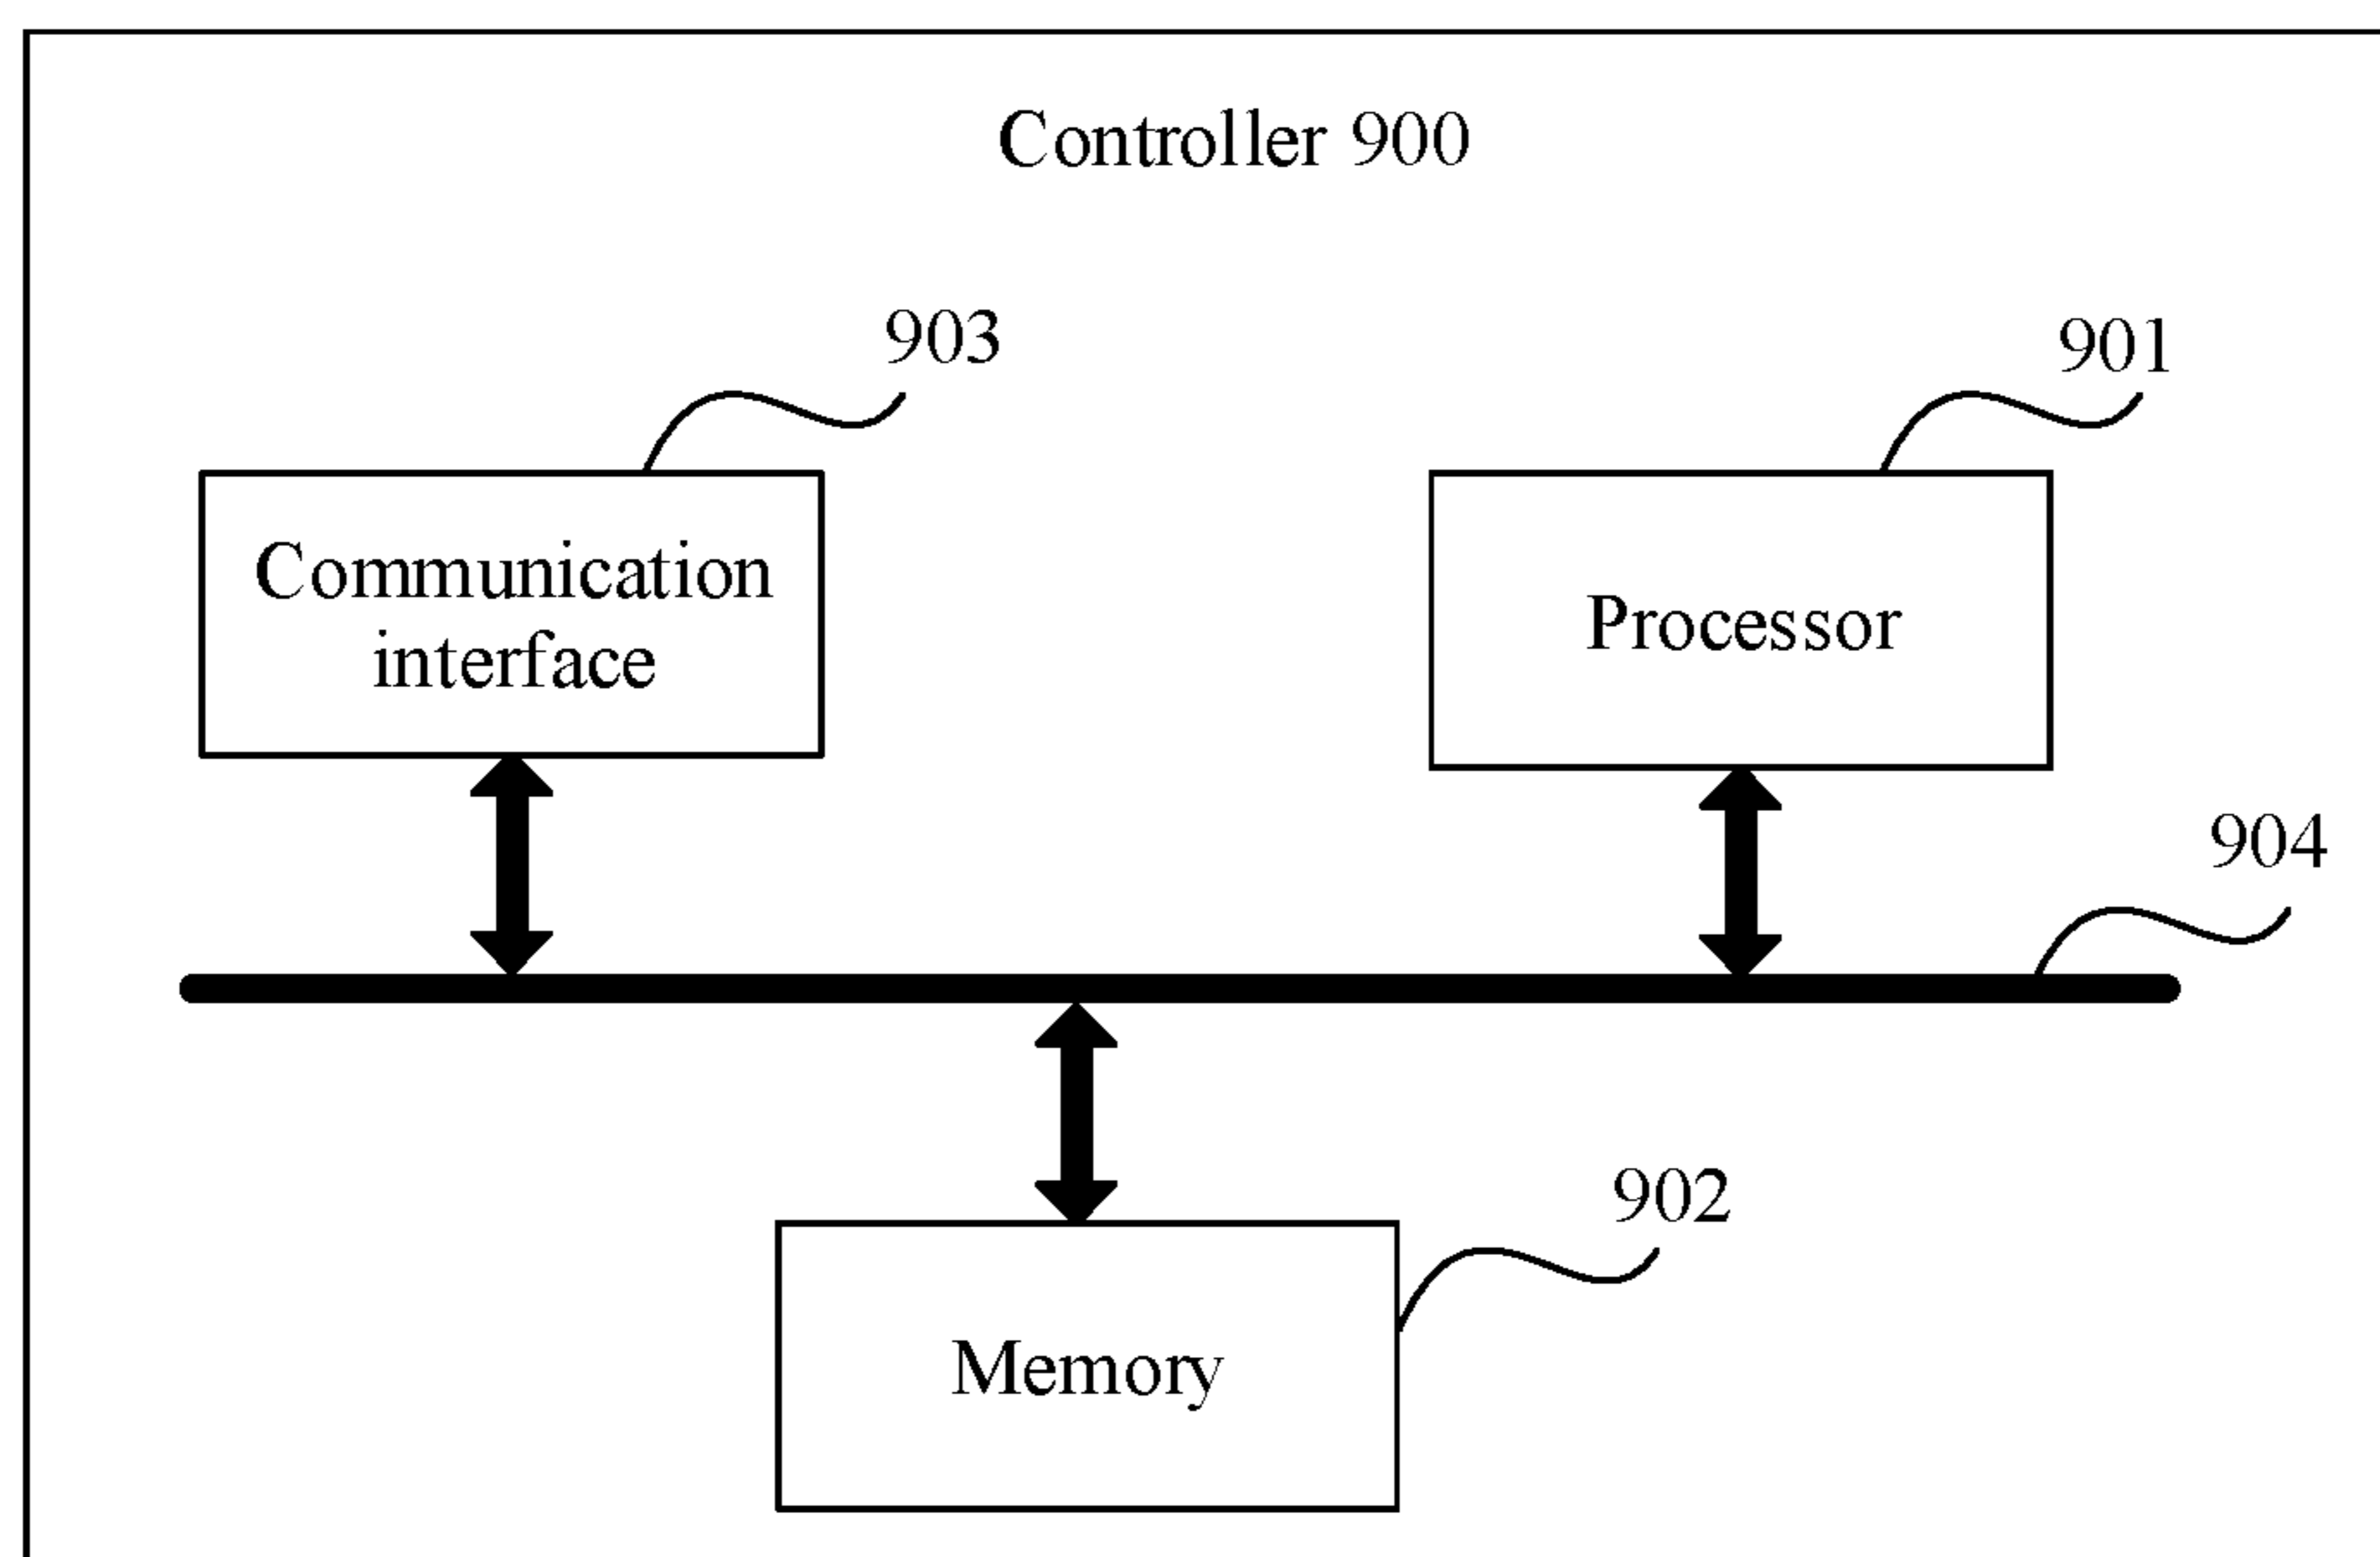 Controller 900
903
901
Communication
interface
Processor
904
902
Memory